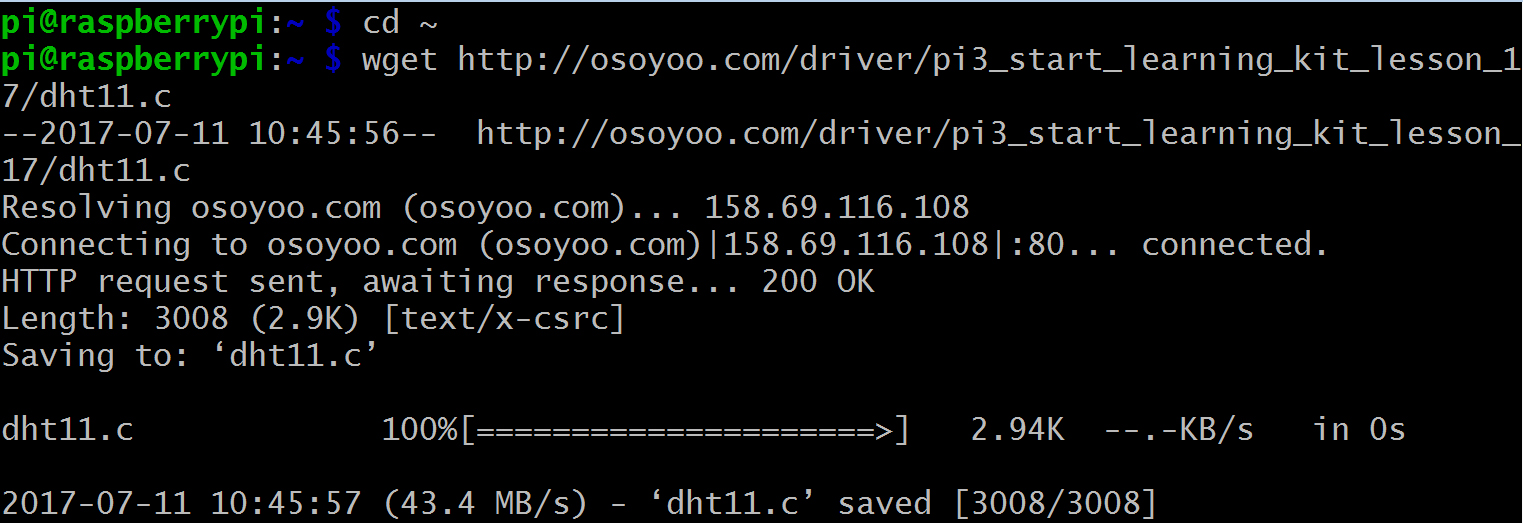 pi@raspberrypi:~ $ cd ~
pi@raspberrypi:~ $ wget http://osoyoo.com/driver/pi3_start_learning_kit_lesson_1
7/dht11.c
--2017-07-11 10:45:56--  http://osoyoo.com/driver/pi3_start_learning_kit_lesson_
17/dht11.c
Resolving osoyoo.com (osoyoo.com)... 158.69.116.108
Connecting to osoyoo.com (osoyoo.com)|158.69.116.108|:80... connected.
HTTP request sent, awaiting response... 200 OK
Length: 3008 (2.9K) [text/x-csrc]
Saving to: ‘dht11.c’
dht11.c             100%[=====================>]   2.94K  --.-KB/s   in 0s
2017-07-11 10:45:57 (43.4 MB/s) - ‘dht11.c’ saved [3008/3008]